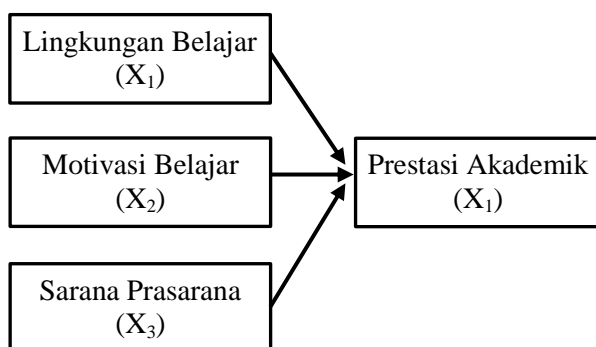 Lingkungan Belajar
(X₁)
Motivasi Belajar
(X₂)
Prestasi Akademik
(X₁)
Sarana Prasarana
(X₃)